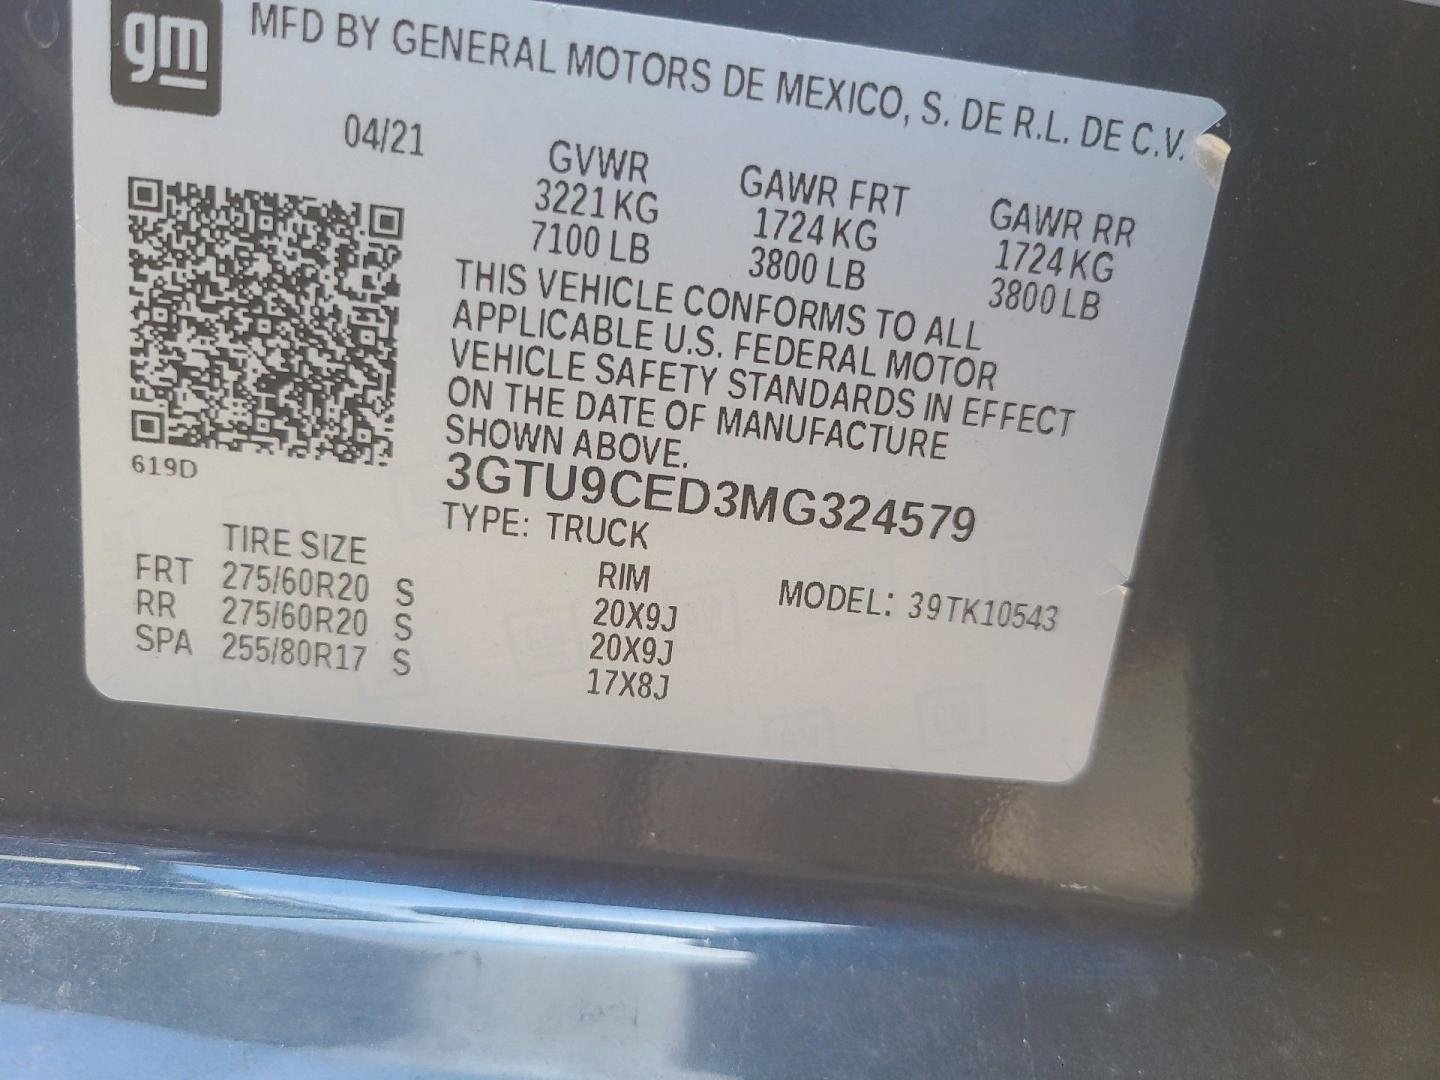 gm
MFD BY GENERAL MOTORS DE MEXICO, S. DE R.L. DE C.V.
04/21
GVWR
3221 KG
7100 LB
GAWR FRT
1724 KG
3800 LB
GAWR RR
1724 KG
3800 LB
THIS VEHICLE CONFORMS TO ALL
APPLICABLE U.S. FEDERAL MOTOR
VEHICLE SAFETY STANDARDS IN EFFECT
ON THE DATE OF MANUFACTURE
SHOWN ABOVE.
3GTU9CED3MG324579
TYPE: TRUCK
619D
TIRE SIZE RIM
FRT 275/60R20 S 20X9J
RR 275/60R20 S 20X9J
SPA 255/80R17 S 17X8J
MODEL: 39TK10543